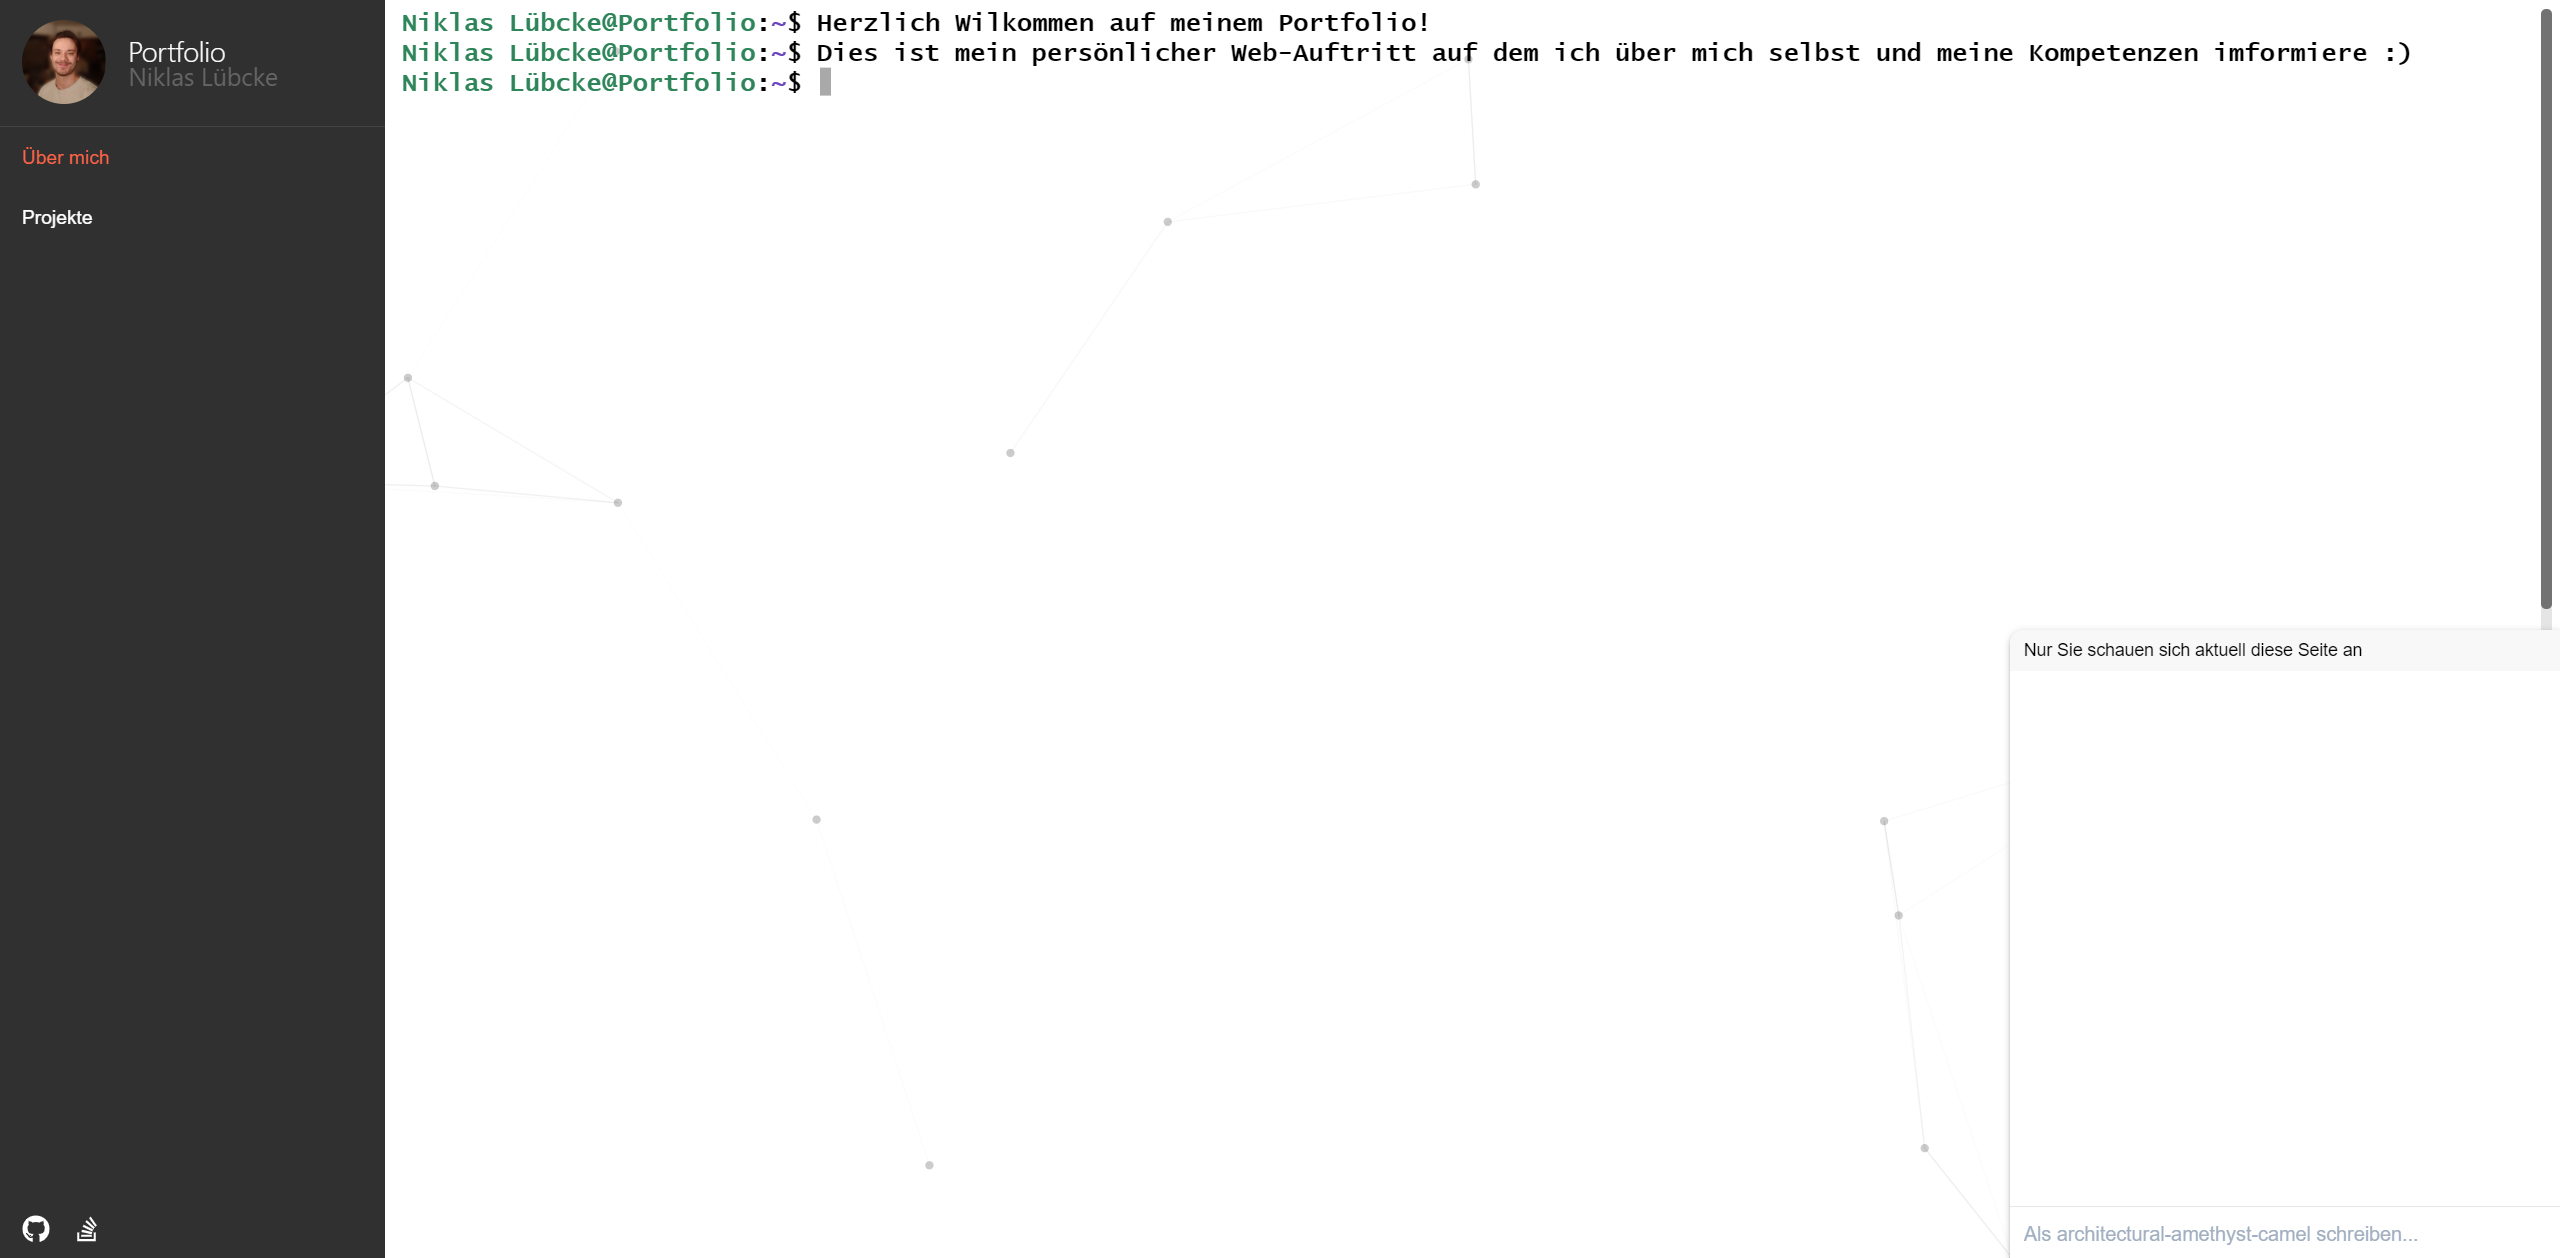 Portfolio
Niklas Lübcke
Über mich
Projekte
Niklas Lübcke@Portfolio:~$ Herzlich Wilkommen auf meinem Portfolio!
Niklas Lübcke@Portfolio:~$ Dies ist mein persönlicher Web-Auftritt auf dem ich über mich selbst und meine Kompetenzen imformiere :)
Niklas Lübcke@Portfolio:~$
Nur Sie schauen sich aktuell diese Seite an
Als architectural-amethyst-camel schreiben...